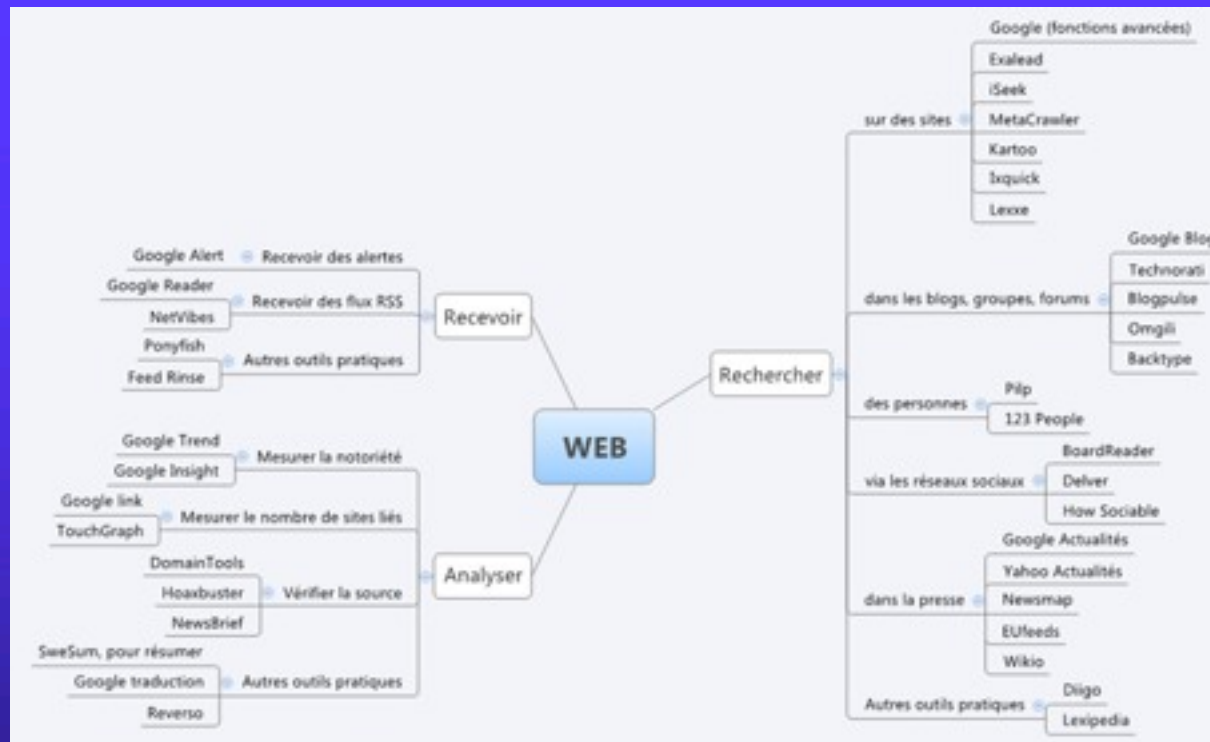 WEB
Recevoir
Recevoir des alertes
Google Alert
Recevoir des flux RSS
Google Reader
NetVibes
Autres outils pratiques
Ponyfish
Feed Rinse
Analyser
Mesurer la notoriété
Google Trend
Google Insight
Mesurer le nombre de sites liés
Google link
TouchGraph
Vérifier la source
DomainTools
Hoaxbuster
NewsBrief
Autres outils pratiques
SweSum, pour résumer
Google traduction
Reverso
Rechercher
sur des sites
Google (fonctions avancées)
Exalead
iSeek
MetaCrawler
Kartoo
Ixquick
Lexxe
dans les blogs, groupes, forums
Google Blog
Technorati
Blogpulse
Omgili
Backtype
des personnes
Pilp
123 People
via les réseaux sociaux
BoardReader
Delver
How Sociable
dans la presse
Google Actualités
Yahoo Actualités
Newsmap
EUfeeds
Wikio
Autres outils pratiques
Diigo
Lexipedia